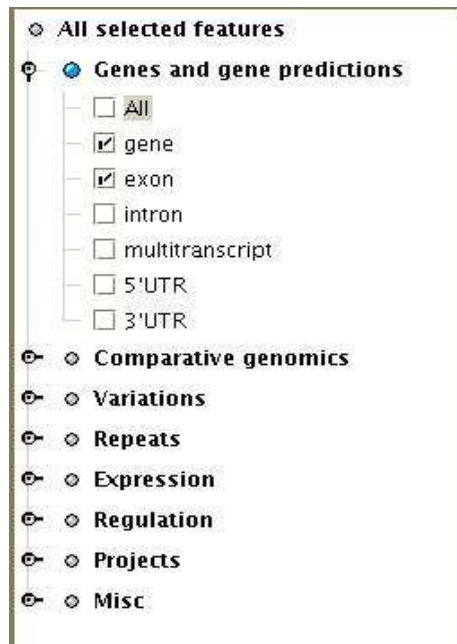 All selected features
Genes and gene predictions
All
gene
exon
intron
multitranscript
5'UTR
3'UTR
Comparative genomics
Variations
Repeats
Expression
Regulation
Projects
Misc